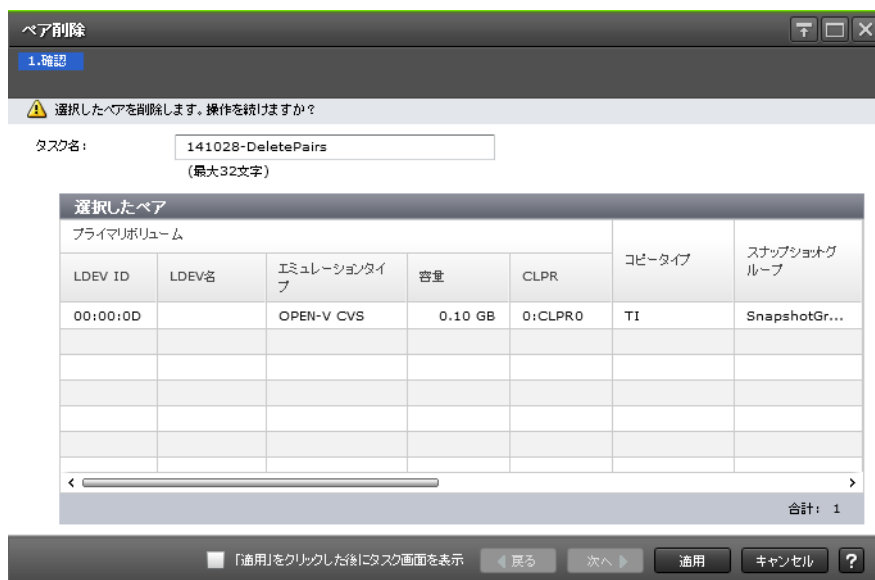 ペア削除
1.確認
選択したペアを削除します。操作を続けますか？
タスク名：
141028-DeletePairs
(最大32文字)
選択したペア
プライマリボリューム
コピータイプ
スナップショットグ
ループ
LDEV ID
LDEV名
エミュレーションタイ
プ
容量
CLPR
00:00:0D
OPEN-V CVS
0.10 GB
0:CLPR0
TI
SnapshotGr...
合計: 1
「適用」をクリックした後にタスク画面を表示
戻る
次へ
適用
キャンセル
?